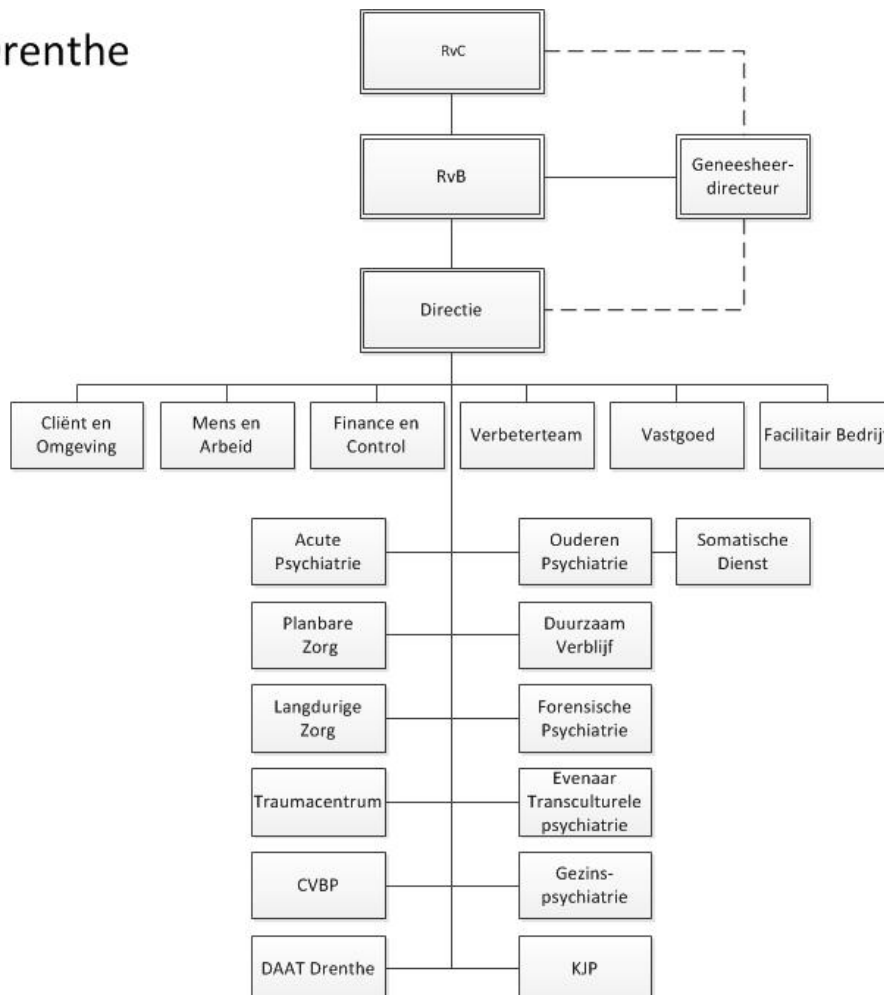 Drenthe
RvC
RvB
Geneesheer-
directeur
Directie
Cliënt en
Omgeving
Mens en
Arbeid
Finance en
Control
Verbeterteam
Vastgoed
Facilitair Bedrijf
Acute
Psychiatrie
Ouderen
Psychiatrie
Somatische
Dienst
Planbare
Zorg
Duurzaam
Verblijf
Langdurige
Zorg
Forensische
Psychiatrie
Traumacentrum
Evenaar
Transculturele
psychiatrie
CVBP
Gezins-
psychiatrie
DAAT Drenthe
KJP